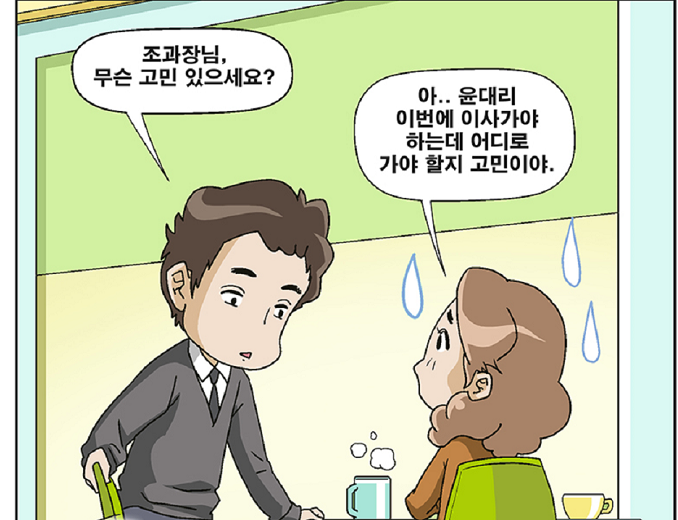 조과장님,
무슨 고민 있으세요?
아.. 윤대리
이번에 이사가야
하는데 어디로
가야 할지 고민이야.